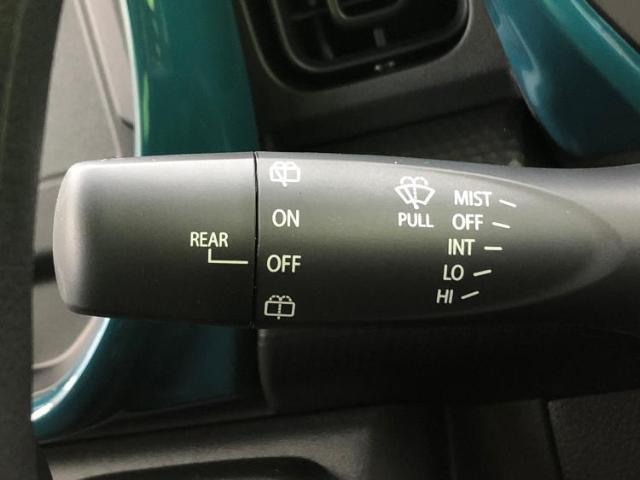 REAR
ON
OFF
PULL
MIST
OFF
INT
LO
HI